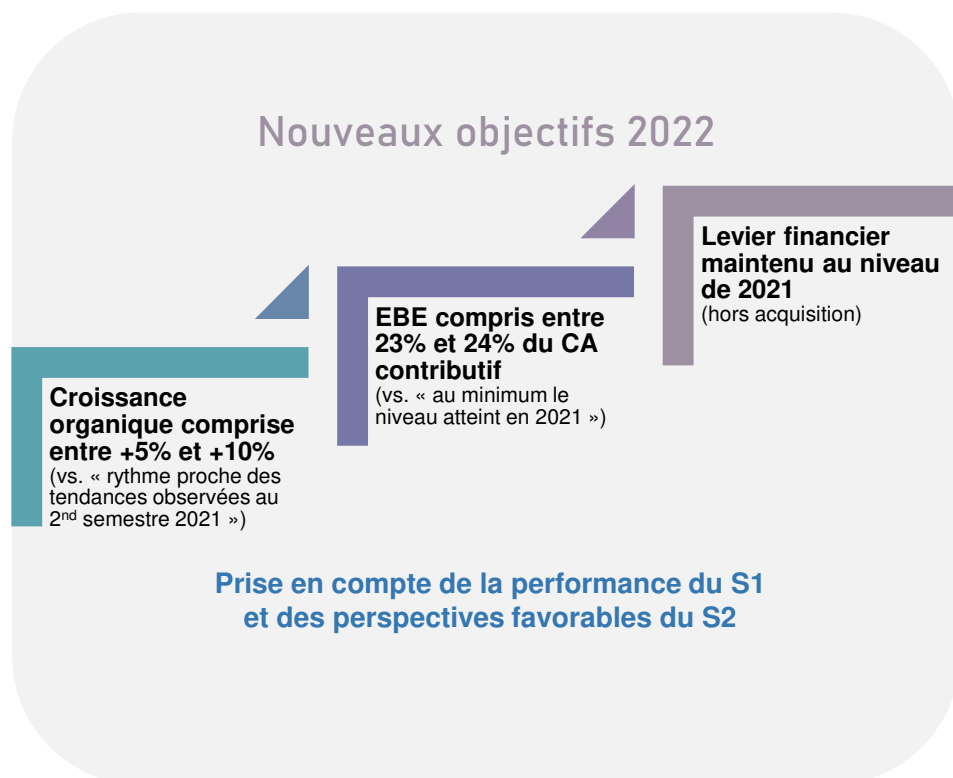 Nouveaux objectifs 2022
Croissance
organique comprise
entre +5% et +10%
(vs. « rythme proche des
tendances observées au
2nd semestre 2021 »)
EBE compris entre
23% et 24% du CA
contributif
(vs. « au minimum le
niveau atteint en 2021 »)
Levier financier
maintenu au niveau
de 2021
(hors acquisition)
Prise en compte de la performance du S1
et des perspectives favorables du S2